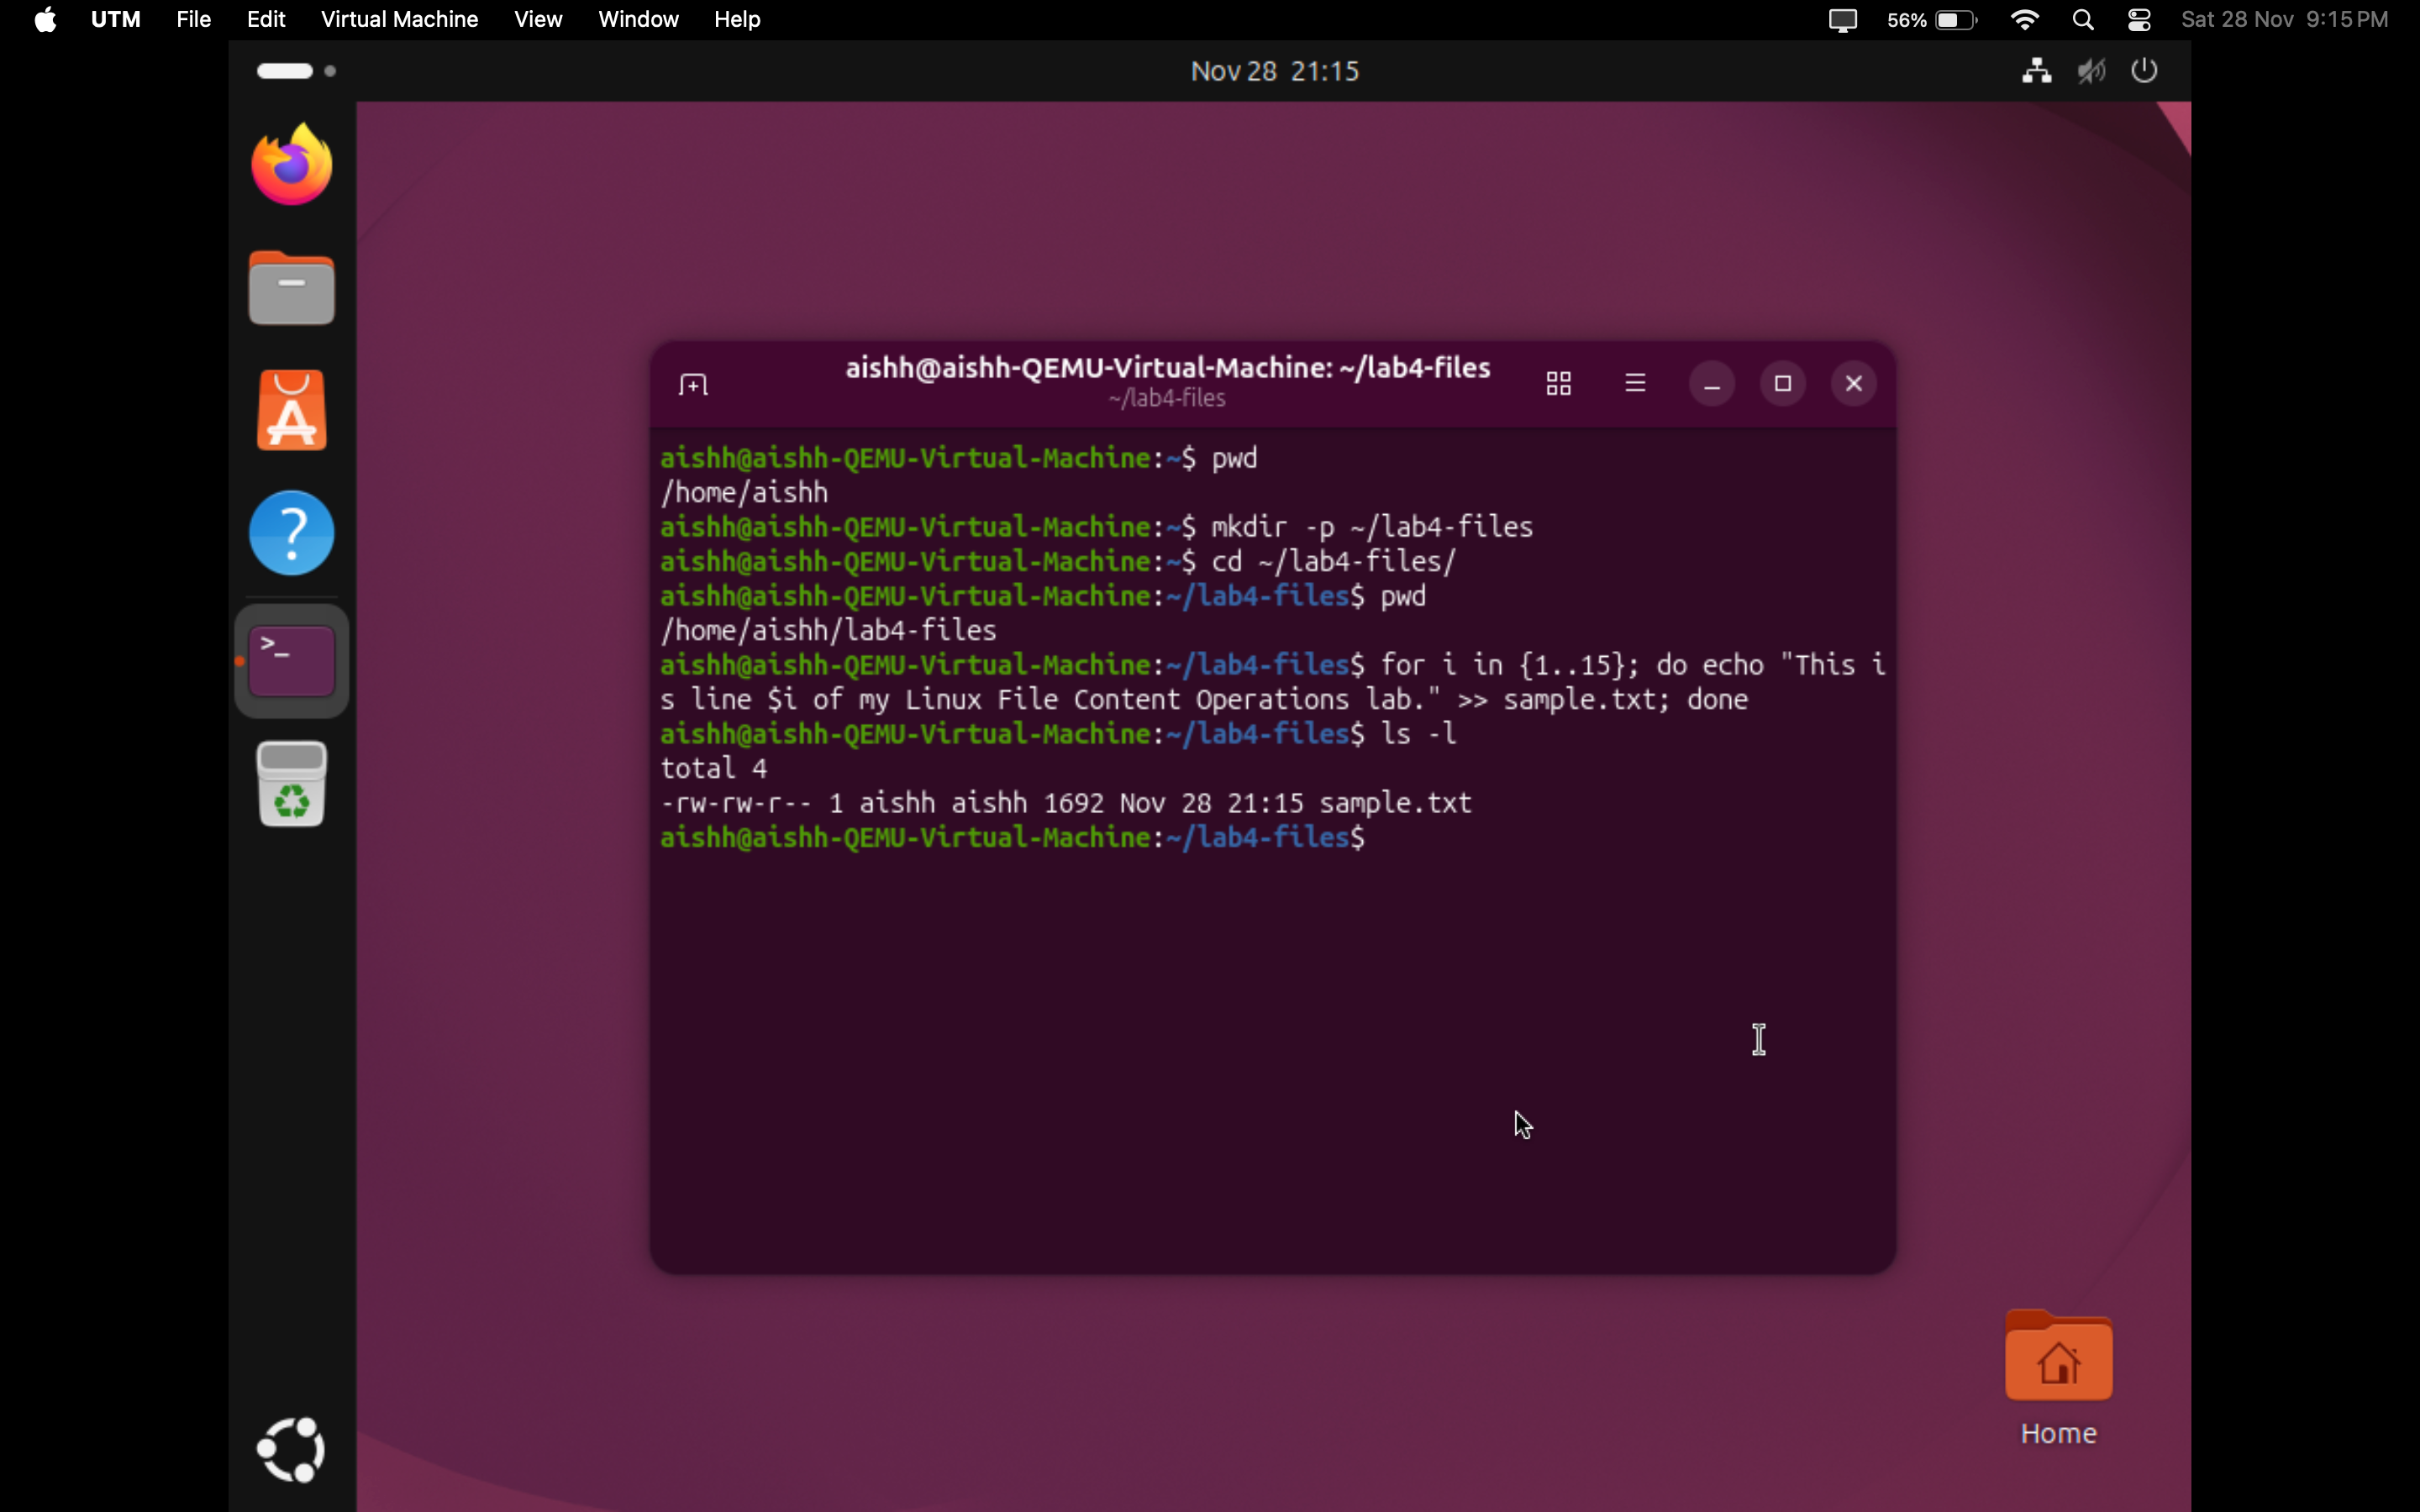 UTM File Edit Virtual Machine View Window Help 56% Sat 28 Nov 9:15 PM
Nov 28 21:15
aishh@aishh-QEMU-Virtual-Machine: ~/lab4-files
~/lab4-files
aishh@aishh-QEMU-Virtual-Machine:~$ pwd
/home/aishh
aishh@aishh-QEMU-Virtual-Machine:~$ mkdir -p ~/lab4-files
aishh@aishh-QEMU-Virtual-Machine:~$ cd ~/lab4-files/
aishh@aishh-QEMU-Virtual-Machine:~/lab4-files$ pwd
/home/aishh/lab4-files
aishh@aishh-QEMU-Virtual-Machine:~/lab4-files$ for i in {1..15}; do echo "This i
s line $i of my Linux File Content Operations lab." >> sample.txt; done
aishh@aishh-QEMU-Virtual-Machine:~/lab4-files$ ls -l
total 4
-rw-rw-r-- 1 aishh aishh 1692 Nov 28 21:15 sample.txt
aishh@aishh-QEMU-Virtual-Machine:~/lab4-files$
Home